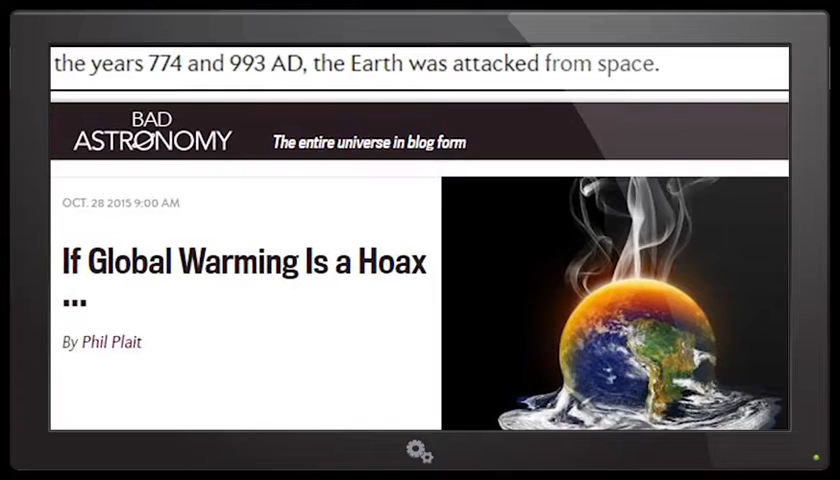 the years 774 and 993 AD, the Earth was attacked from space.
BAD
ASTRONOMY
The entire universe in blog form
OCT. 28 2015 9:00 AM
If Global Warming Is a Hoax
...
By Phil Plait